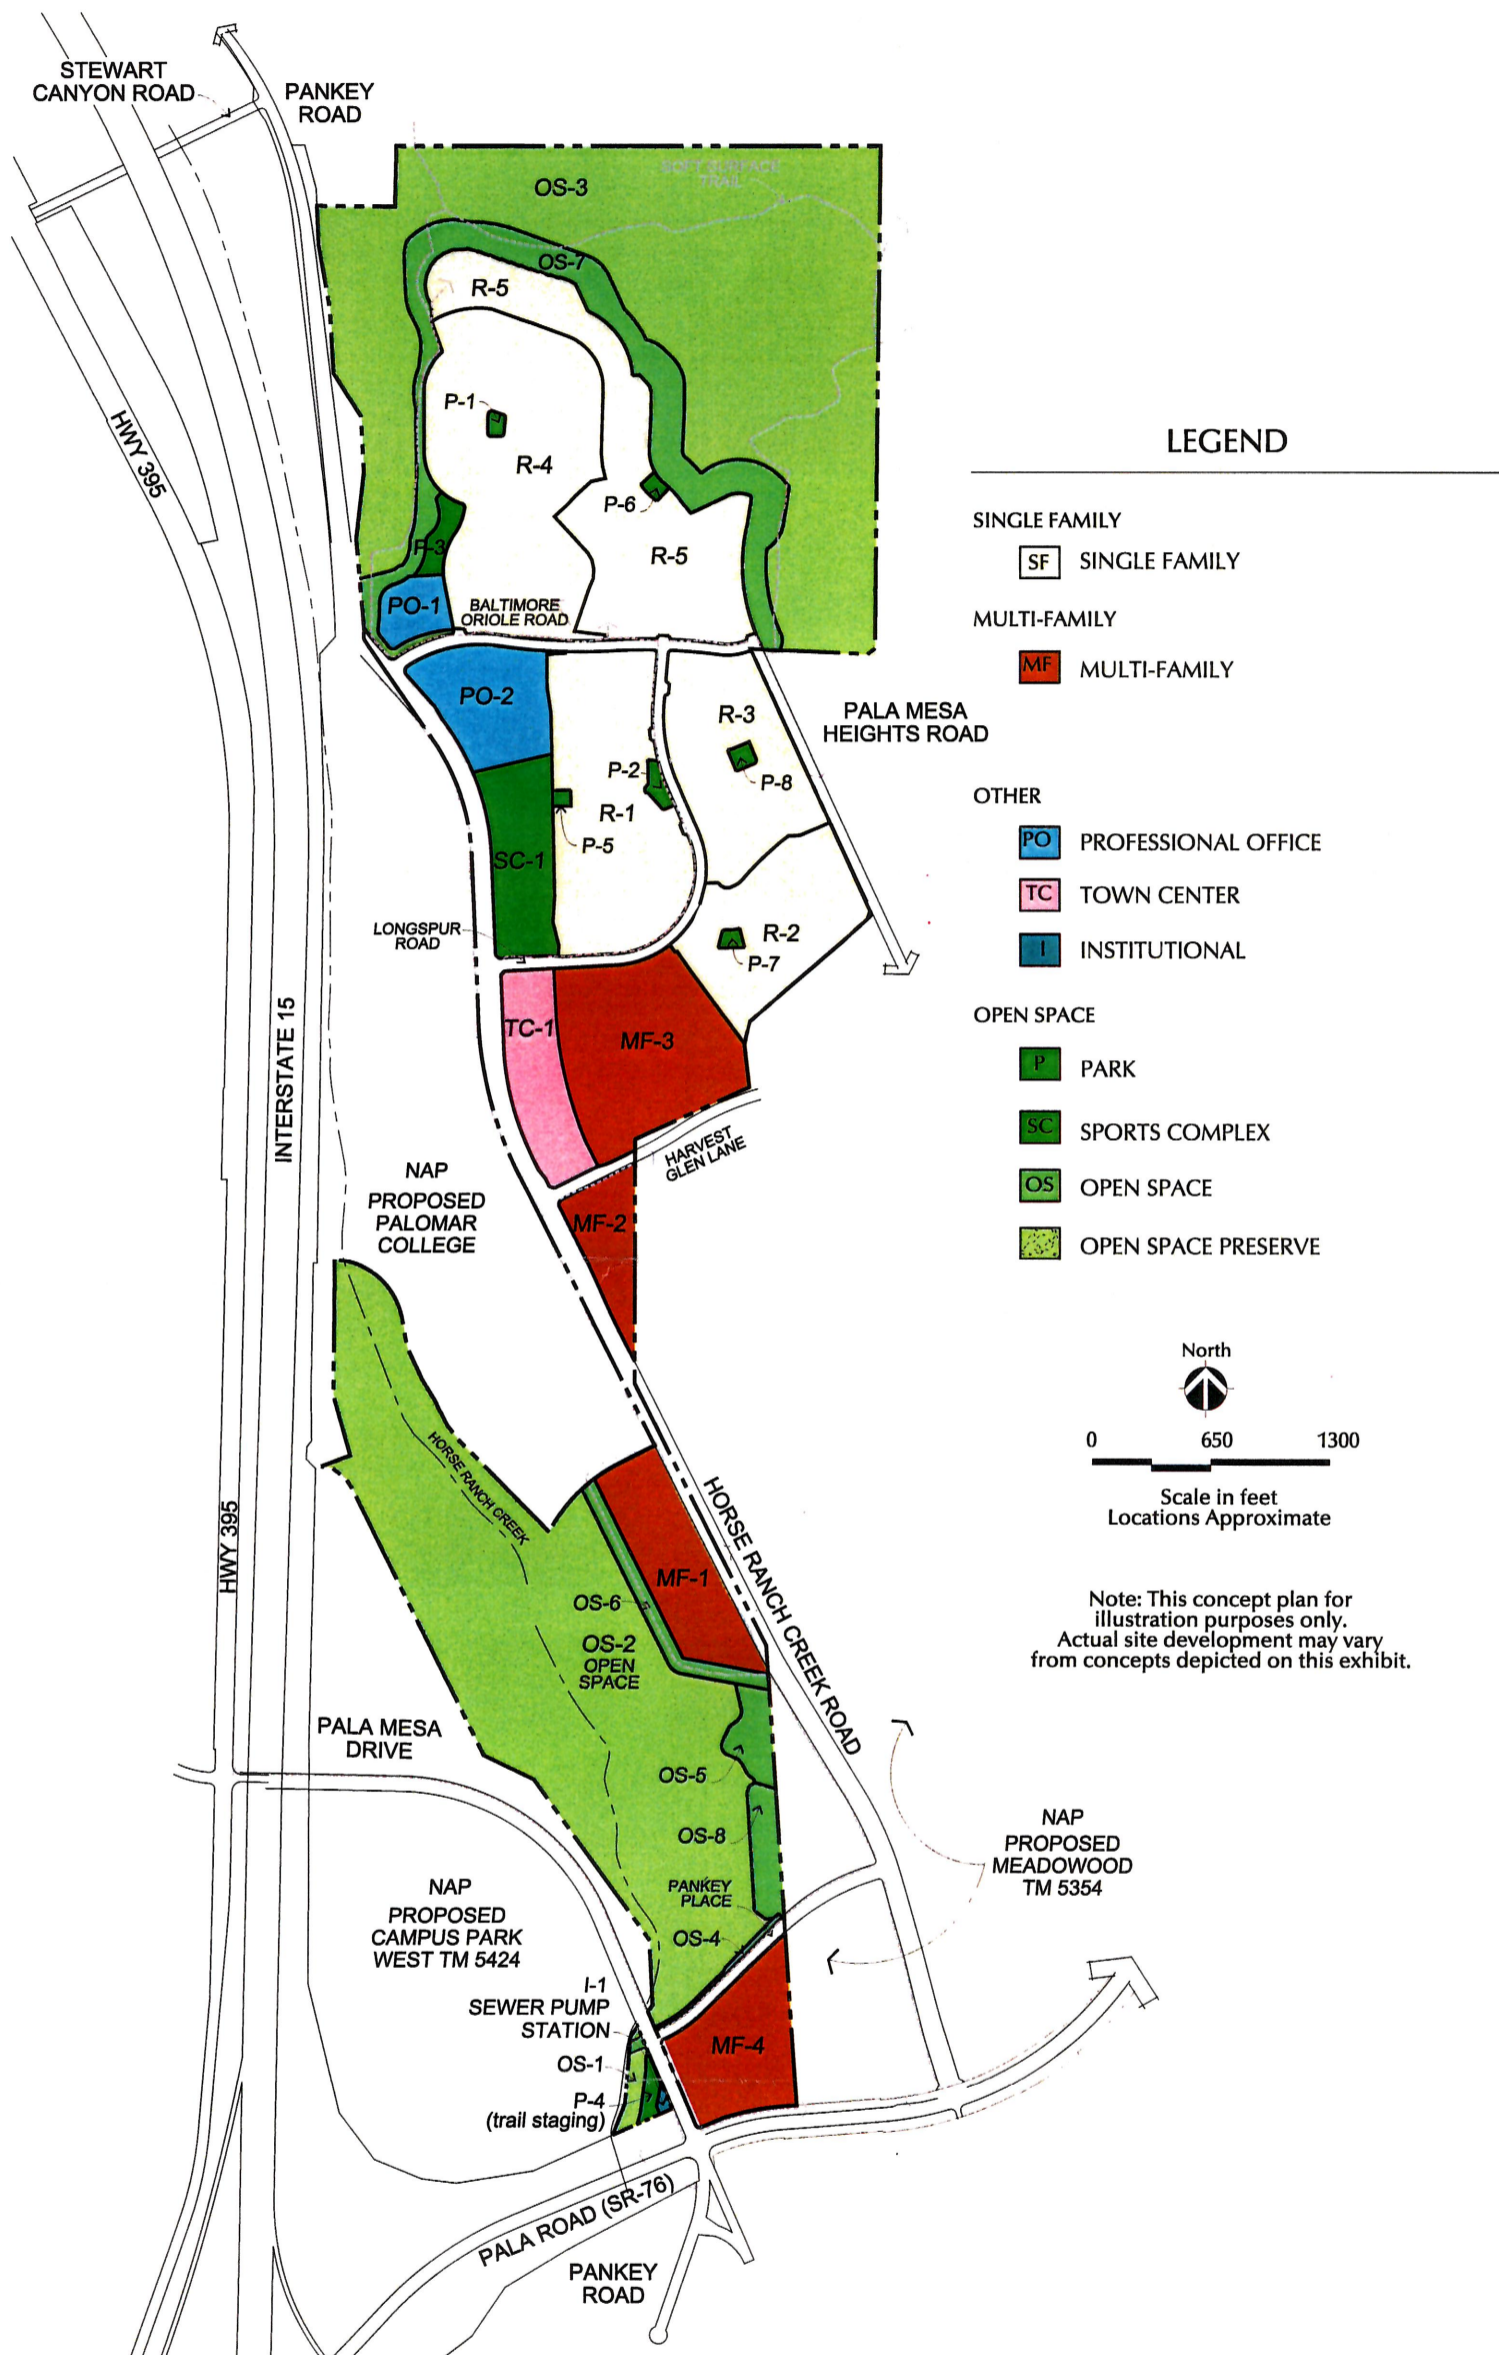 STEWART
CANYON ROAD
PANKEY
ROAD
SOFT SURFACE
TRAIL
OS-3
OS-7
R-5
HWY 395
P-1
R-4
P-6
P-3
R-5
PO-1
BALTIMORE
ORIOLE ROAD
PO-2
R-3
PALA MESA
HEIGHTS ROAD
P-2
P-8
R-1
P-5
SC-1
LONGSPUR
ROAD
R-2
P-7
TC-1
MF-3
INTERSTATE 15
HARVEST
GLEN LANE
NAP
PROPOSED
PALOMAR
COLLEGE
MF-2
HORSE RANCH CREEK
HWY 395
HORSE RANCH CREEK ROAD
MF-1
OS-6
OS-2
OPEN
SPACE
PALA MESA
DRIVE
OS-5
OS-8
NAP
PROPOSED
MEADOWOOD
TM 5354
PANKEY
PLACE
NAP
PROPOSED
CAMPUS PARK
WEST TM 5424
OS-4
I-1
SEWER PUMP
STATION
MF-4
OS-1
P-4
(trail staging)
PALA ROAD (SR-76)
PANKEY
ROAD
LEGEND
SINGLE FAMILY
SF SINGLE FAMILY
MULTI-FAMILY
MF MULTI-FAMILY
OTHER
PO PROFESSIONAL OFFICE
TC TOWN CENTER
I INSTITUTIONAL
OPEN SPACE
P PARK
SC SPORTS COMPLEX
OS OPEN SPACE
OPEN SPACE PRESERVE
North
0 650 1300
Scale in feet
Locations Approximate
Note: This concept plan for
illustration purposes only.
Actual site development may vary
from concepts depicted on this exhibit.